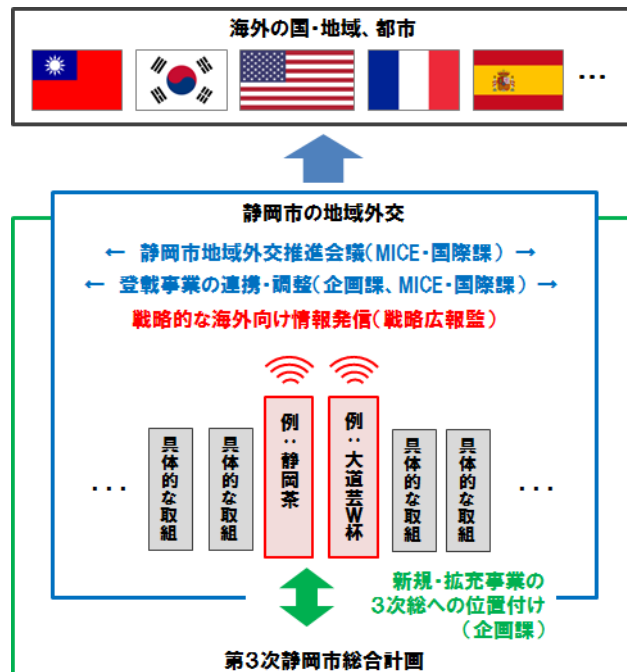 海外の国・地域、都市
…
静岡市の地域外交
← 静岡市地域外交推進会議(MICE・国際課) →
← 登載事業の連携・調整(企画課、MICE・国際課) →
戦略的な海外向け情報発信(戦略広報監)
…
具体的な取組
具体的な取組
例：静岡茶
例：大道芸W杯
具体的な取組
具体的な取組
…
新規・拡充事業の
3次総への位置付け
(企画課)
第3次静岡市総合計画